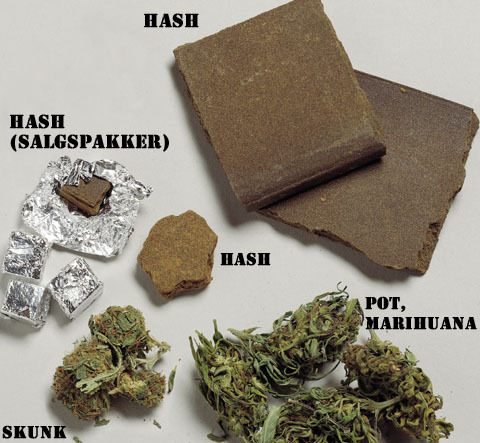 HASH
HASH
(SALGSPAKKER)
HASH
POT,
MARIHUANA
SKUNK